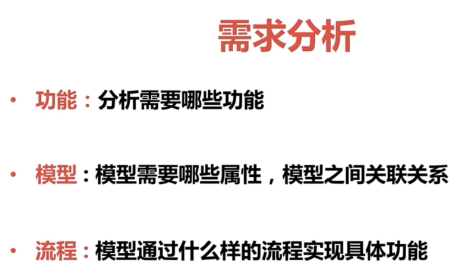 需求分析
• 功能：分析需要哪些功能
• 模型：模型需要哪些属性，模型之间关联关系
• 流程：模型通过什么样的流程实现具体功能